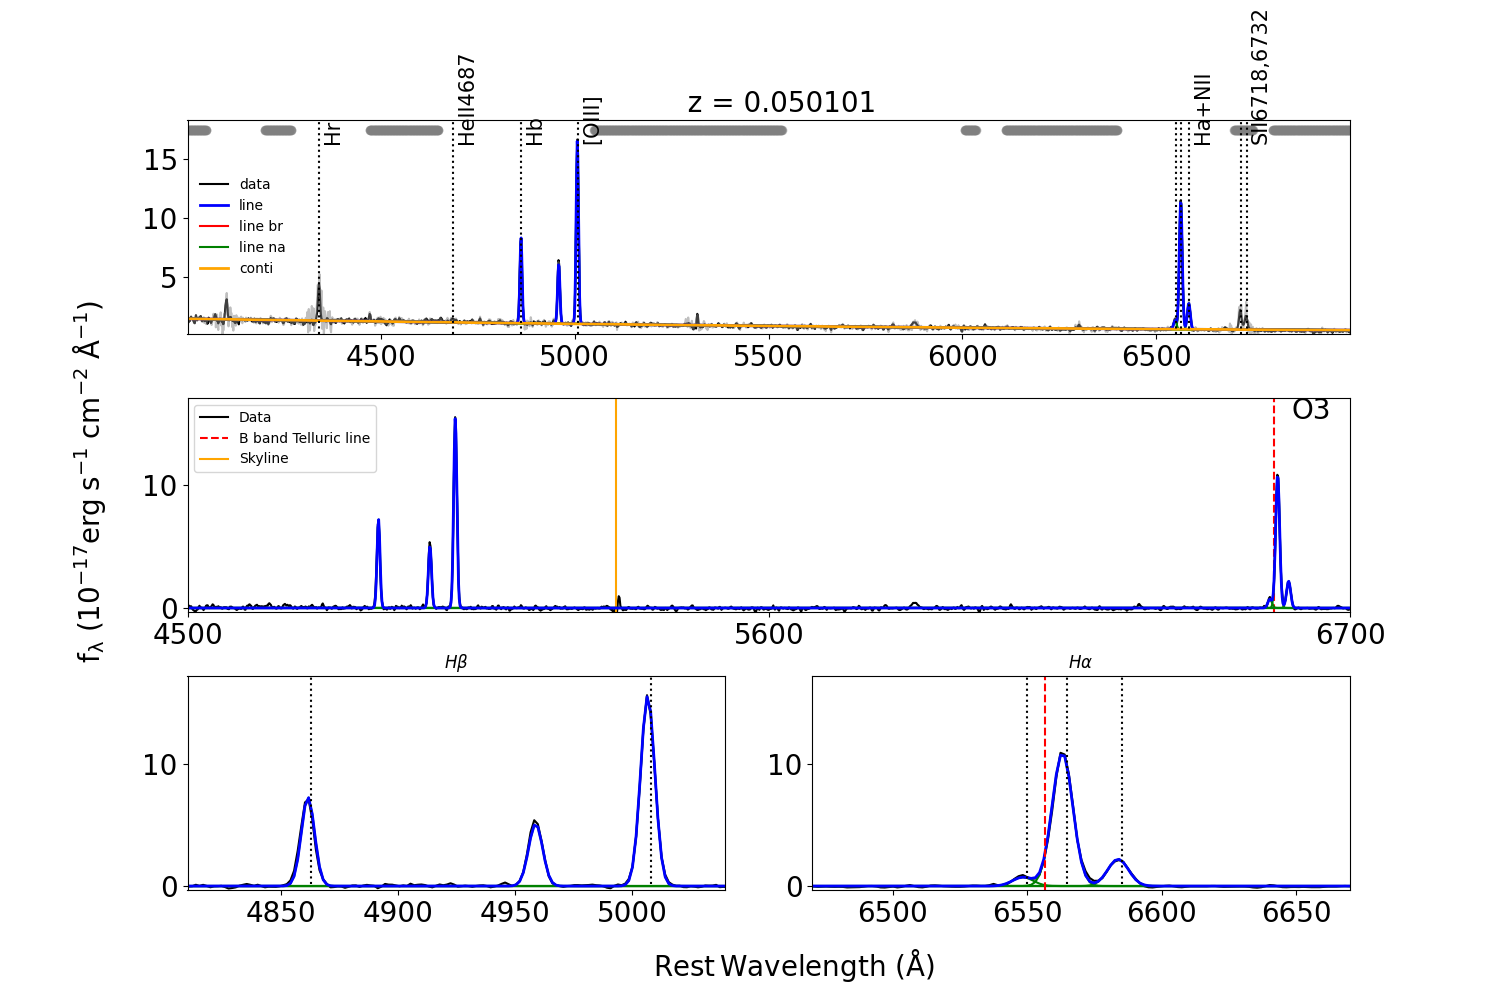 z = 0.050101
Hr
HeII4687
Hb
[OIII]
Ha+NII
SII6718,6732
15
10
5
data
line
line br
line na
conti
4500 5000 5500 6000 6500
O3
Data
B band Telluric line
Skyline
10
0
4500 5600 6700
fλ (10⁻¹⁷erg s⁻¹ cm⁻² Å⁻¹)
Hβ
10
0
4850 4900 4950 5000
Hα
10
0
6500 6550 6600 6650
Rest Wavelength (Å)